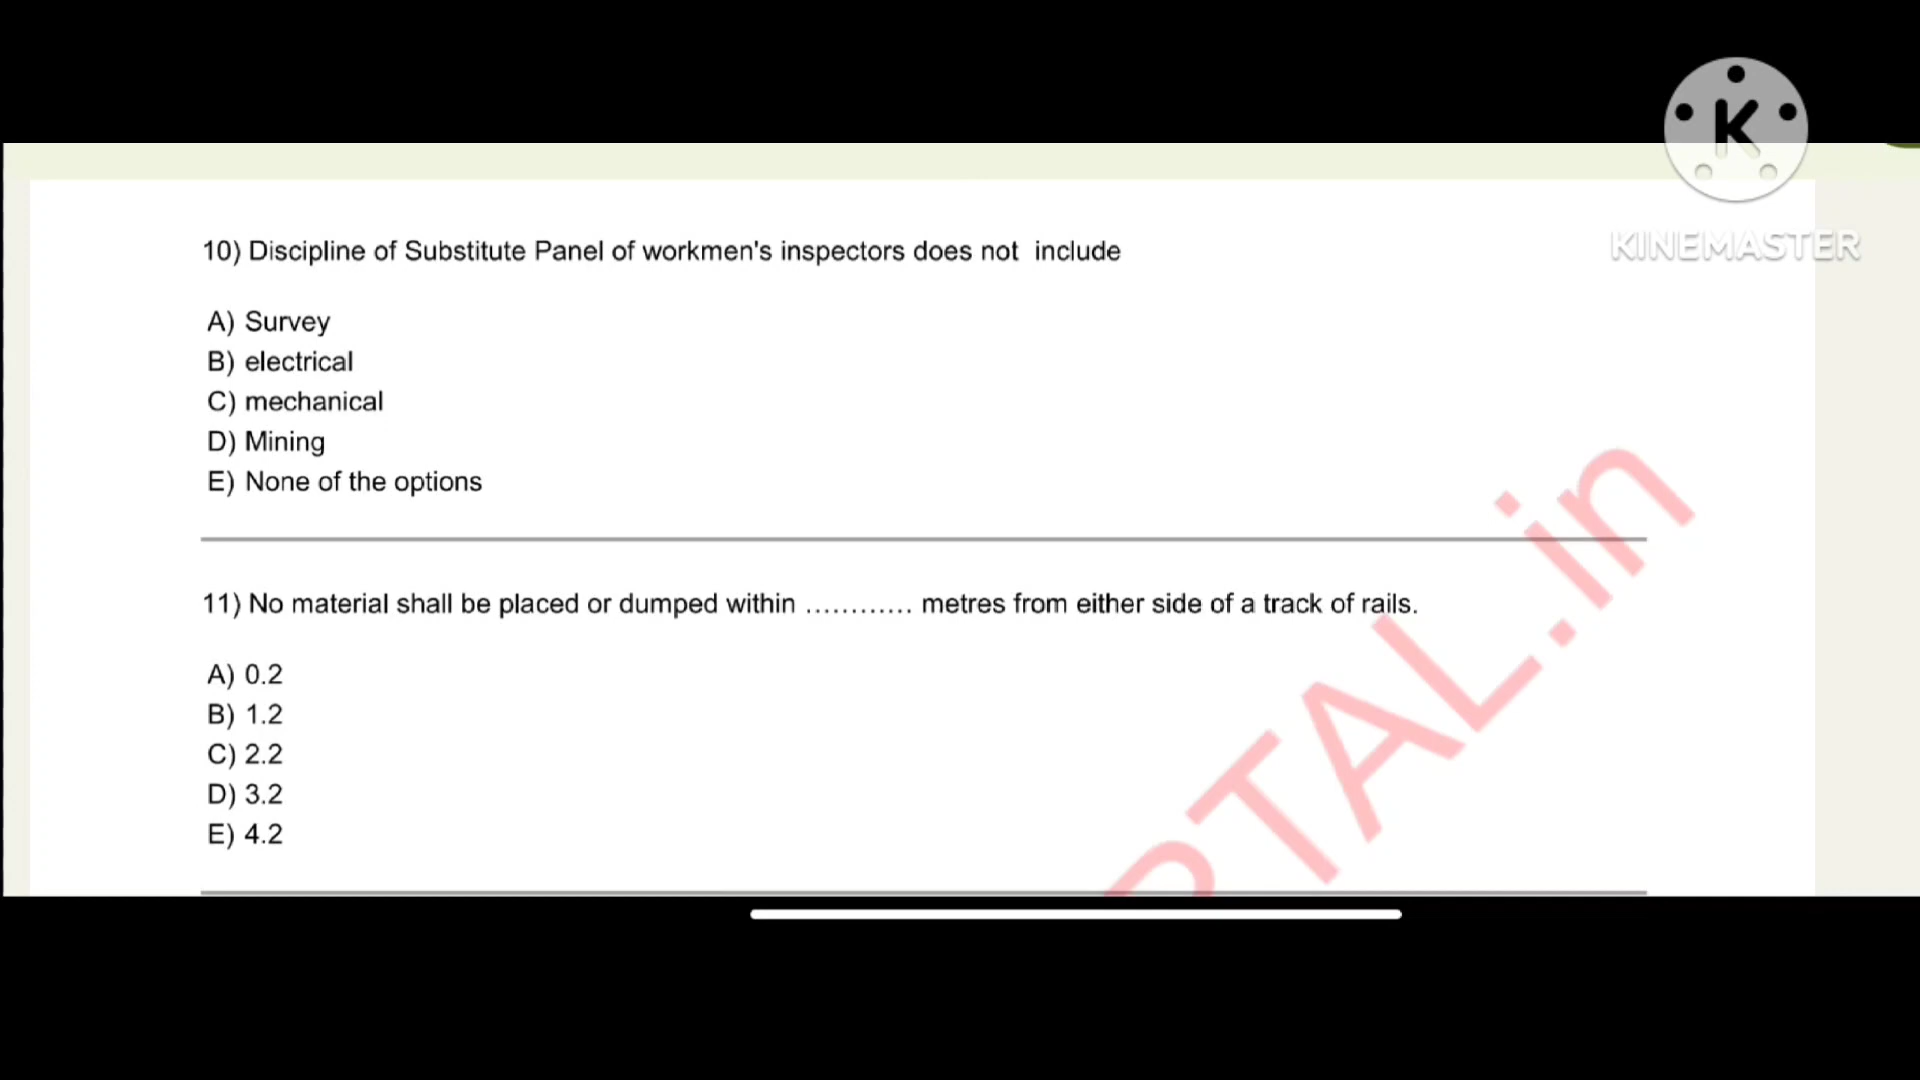 K
KINEMASTER
10) Discipline of Substitute Panel of workmen's inspectors does not  include
A) Survey
B) electrical
C) mechanical
D) Mining
E) None of the options
11) No material shall be placed or dumped within ............ metres from either side of a track of rails.
A) 0.2
B) 1.2
C) 2.2
D) 3.2
E) 4.2
RTAL.in